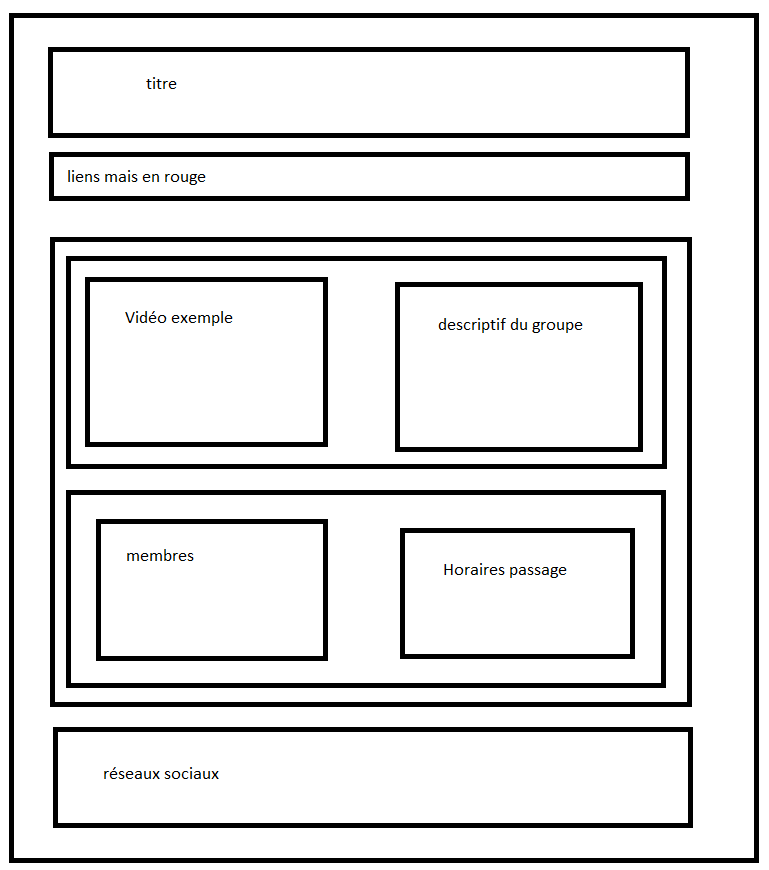 titre
liens mais en rouge
Vidéo exemple
descriptif du groupe
membres
Horaires passage
réseaux sociaux